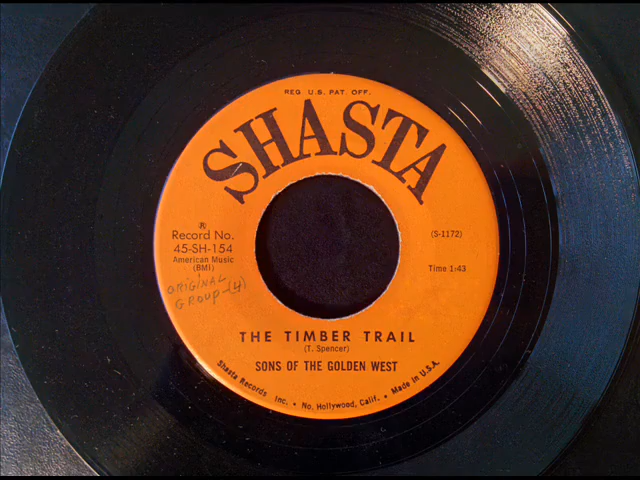 REG. U.S. PAT. OFF.
SHASTA
®
Record No.
45-SH-154
American Music
(BMI)
ORIGINAL
GROUP-(4)
(S-1172)
Time 1:43
THE TIMBER TRAIL
(T. Spencer)
SONS OF THE GOLDEN WEST
Shasta Records Inc. • No. Hollywood, Calif. • Made in U.S.A.